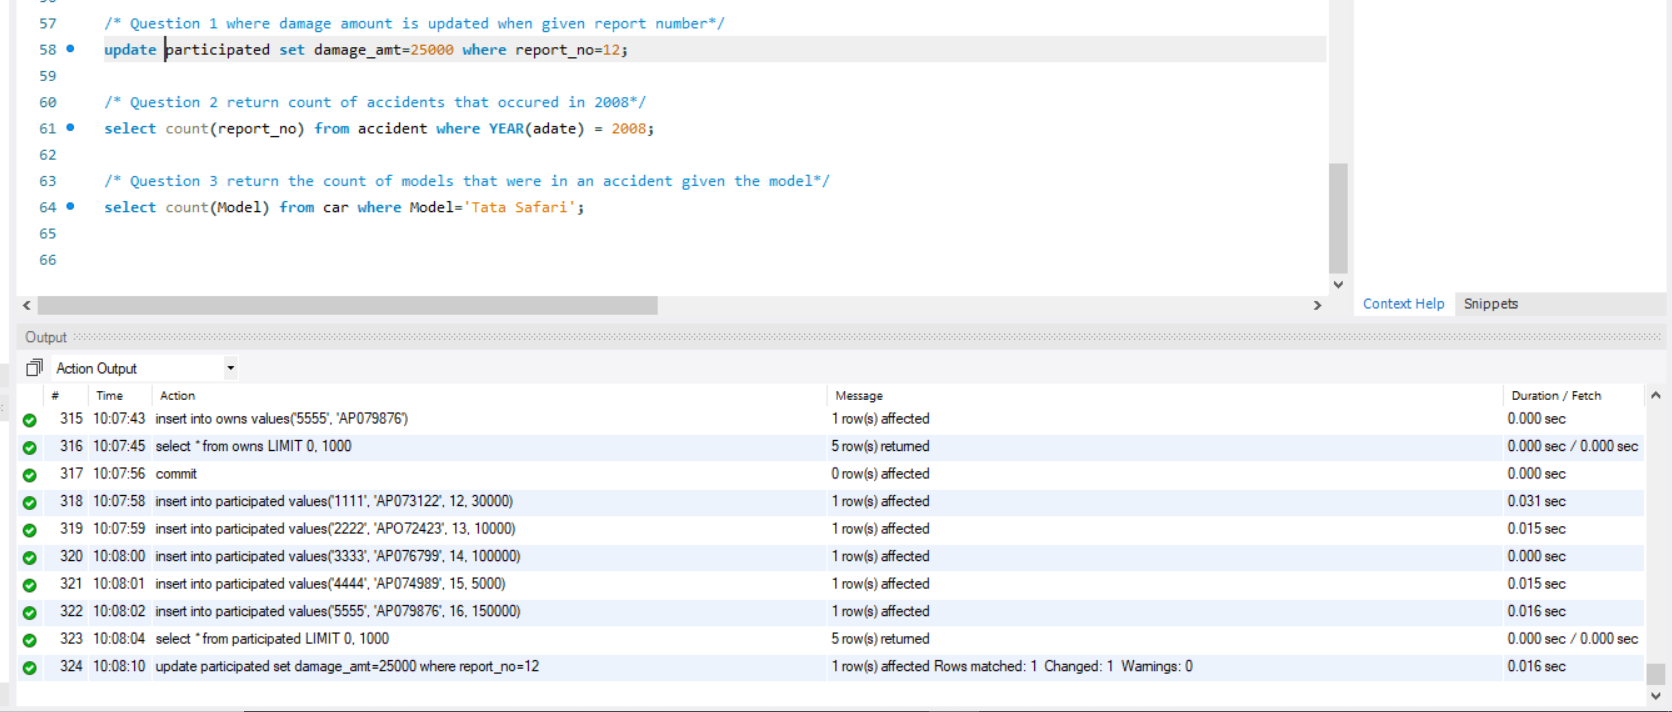 57 /* Question 1 where damage amount is updated when given report number*/
58 update participated set damage_amt=25000 where report_no=12;
59
60 /* Question 2 return count of accidents that occured in 2008*/
61 select count(report_no) from accident where YEAR(adate) = 2008;
62
63 /* Question 3 return the count of models that were in an accident given the model*/
64 select count(Model) from car where Model='Tata Safari';
65
66
Context Help Snippets
Output
Action Output
# Time Action Message Duration / Fetch
315 10:07:43 insert into owns values('5555', 'AP079876') 1 row(s) affected 0.000 sec
316 10:07:45 select * from owns LIMIT 0, 1000 5 row(s) returned 0.000 sec / 0.000 sec
317 10:07:56 commit 0 row(s) affected 0.000 sec
318 10:07:58 insert into participated values('1111', 'AP073122', 12, 30000) 1 row(s) affected 0.031 sec
319 10:07:59 insert into participated values('2222', 'APO72423', 13, 10000) 1 row(s) affected 0.015 sec
320 10:08:00 insert into participated values('3333', 'AP076799', 14, 100000) 1 row(s) affected 0.000 sec
321 10:08:01 insert into participated values('4444', 'AP074989', 15, 5000) 1 row(s) affected 0.015 sec
322 10:08:02 insert into participated values('5555', 'AP079876', 16, 150000) 1 row(s) affected 0.016 sec
323 10:08:04 select * from participated LIMIT 0, 1000 5 row(s) returned 0.000 sec / 0.000 sec
324 10:08:10 update participated set damage_amt=25000 where report_no=12 1 row(s) affected Rows matched: 1 Changed: 1 Warnings: 0 0.016 sec